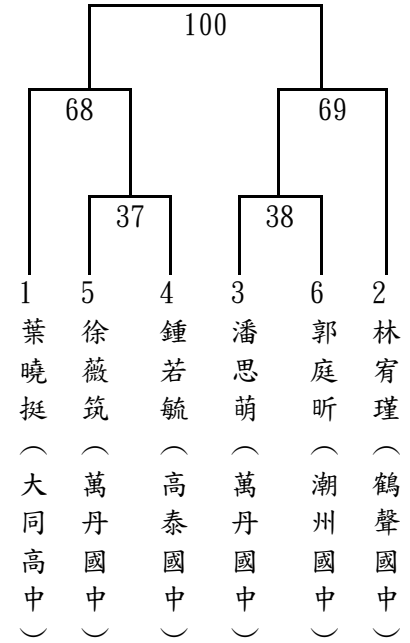 100
68
69
37
38
1
5
4
3
6
2
葉曉挺（大同高中）
徐薇筑（萬丹國中）
鍾若毓（高泰國中）
潘思萌（萬丹國中）
郭庭昕（潮州國中）
林宥瑾（鶴聲國中）